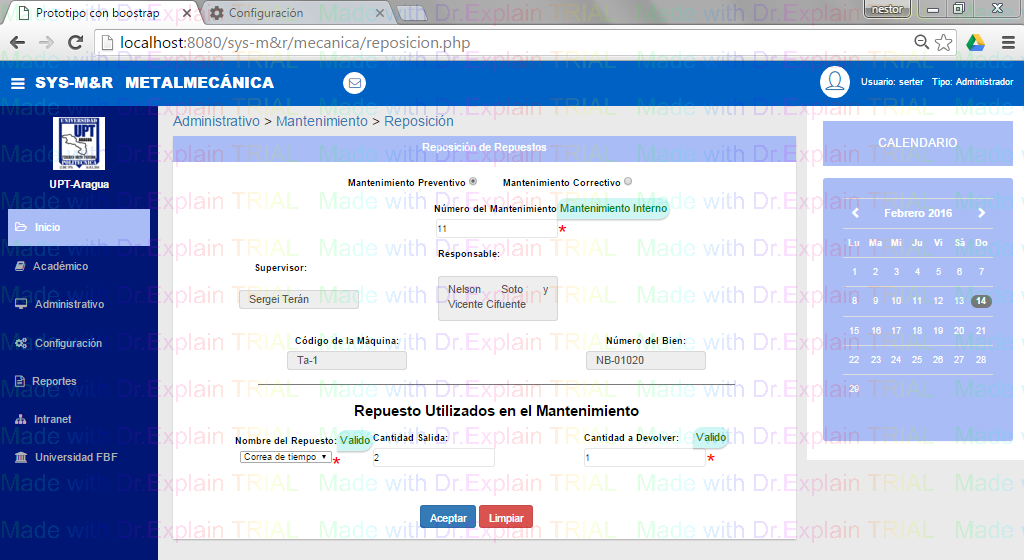 Prototipo con boostrap
Configuración
nestor
localhost:8080/sys-m&r/mecanica/reposicion.php
SYS-M&R METALMECÁNICA
Usuario: serter Tipo: Administrador
UNIVERSIDAD
UPT
POLITECNICA
UPT-Aragua
Inicio
Académico
Administrativo
Configuración
Reportes
Intranet
Universidad FBF
Administrativo > Mantenimiento > Reposición
Reposición de Repuestos
Mantenimiento Preventivo Mantenimiento Correctivo
Número del Mantenimiento Mantenimiento Interno
11 *
Responsable:
Supervisor:
Sergei Terán
Nelson Soto y
Vicente Cifuente
Código de la Màquina: Número del Bien:
Ta-1 NB-01020
Repuesto Utilizados en el Mantenimiento
Nombre del Repuesto: Valido Cantidad Salida: Cantidad a Devolver: Valido
Correa de tiempo * 2 1 *
Aceptar Limpiar
CALENDARIO
Febrero 2016
Lu Ma Mi Ju Vi Sá Do
1 2 3 4 5 6 7
8 9 10 11 12 13 14
15 16 17 18 19 20 21
22 23 24 25 26 27 28
29
Made with Dr.Explain TRIAL